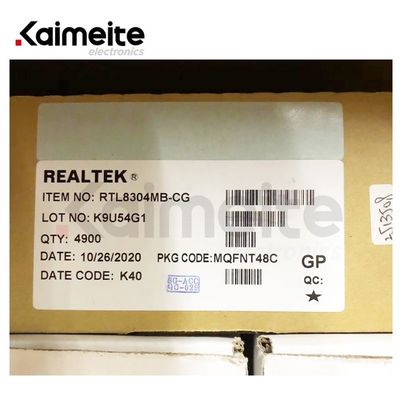 Kaimeite
electronics
REALTEK ®
ITEM NO: RTL8304MB-CG
LOT NO: K9U54G1
QTY: 4900
DATE: 10/26/2020 PKG CODE:MQFNT48C
DATE CODE: K40
GP
QC: